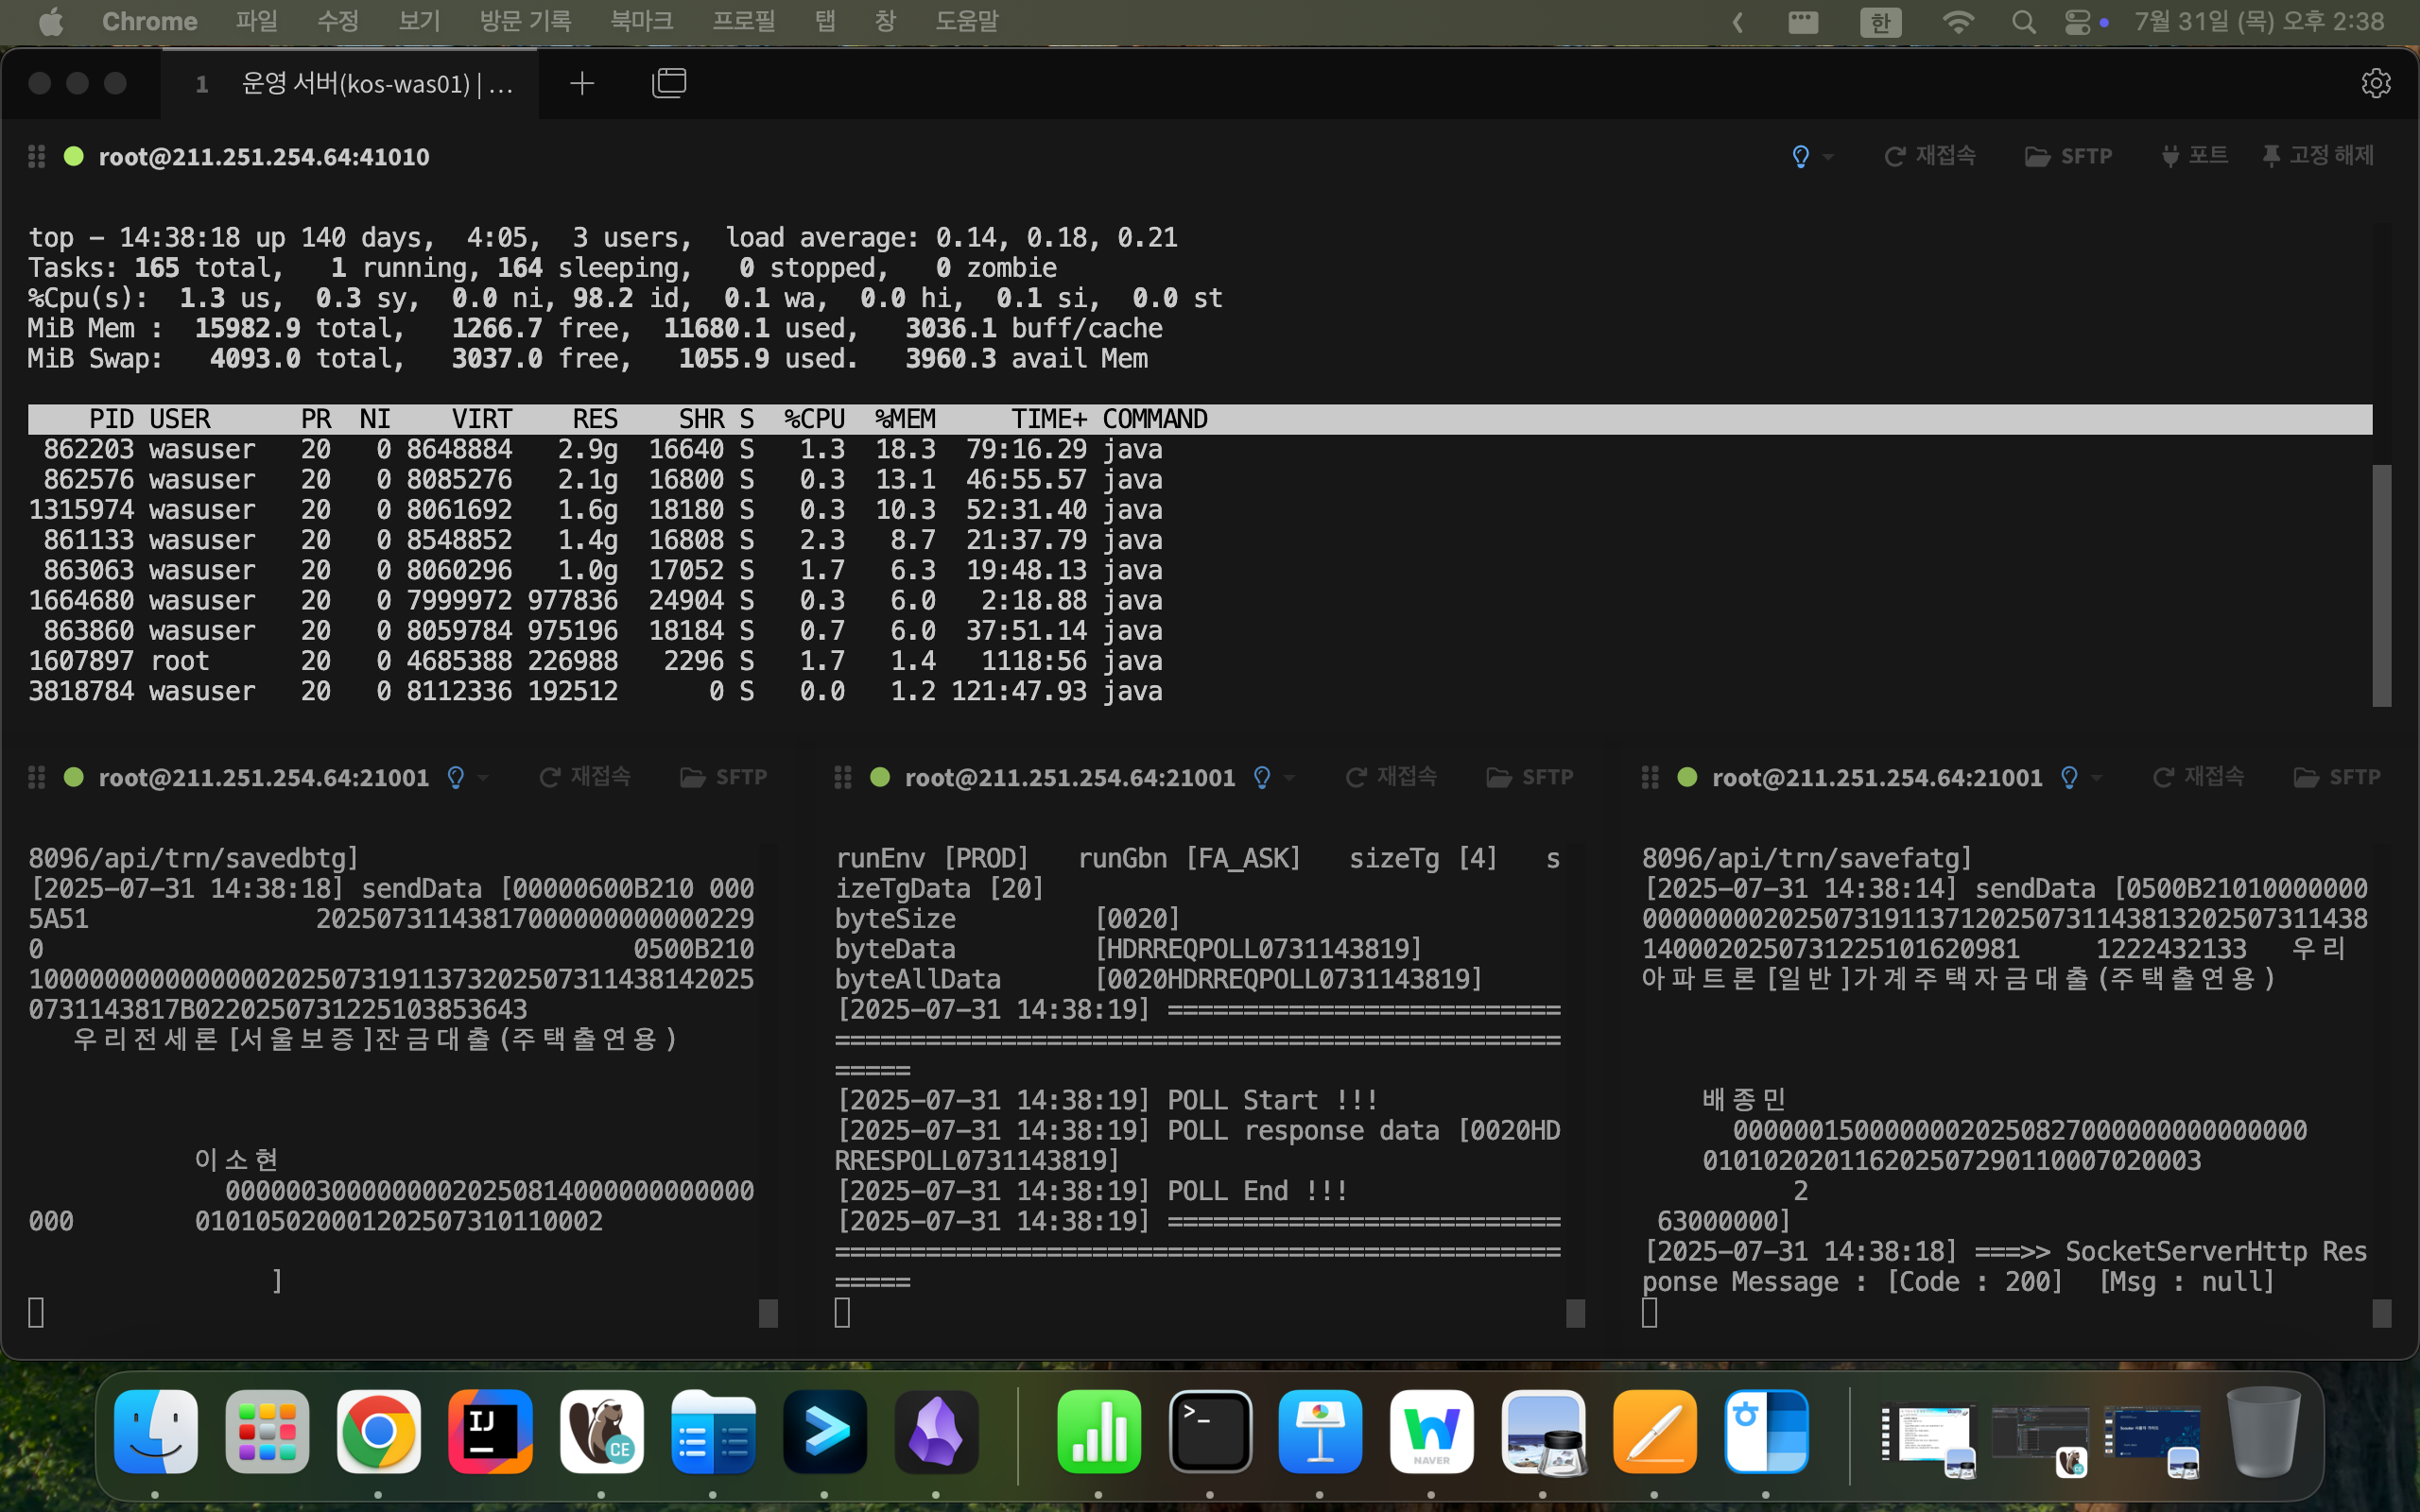 Chrome 파일 수정 보기 방문 기록 북마크 프로필 탭 창 도움말 한 7월 31일 (목) 오후 2:38
1 운영 서버(kos-was01) | ...
root@211.251.254.64:41010 재접속 SFTP 포트 고정 해제
top - 14:38:18 up 140 days, 4:05, 3 users, load average: 0.14, 0.18, 0.21
Tasks: 165 total, 1 running, 164 sleeping, 0 stopped, 0 zombie
%Cpu(s): 1.3 us, 0.3 sy, 0.0 ni, 98.2 id, 0.1 wa, 0.0 hi, 0.1 si, 0.0 st
MiB Mem : 15982.9 total, 1266.7 free, 11680.1 used, 3036.1 buff/cache
MiB Swap: 4093.0 total, 3037.0 free, 1055.9 used. 3960.3 avail Mem
PID USER PR NI VIRT RES SHR S %CPU %MEM TIME+ COMMAND
862203 wasuser 20 0 8648884 2.9g 16640 S 1.3 18.3 79:16.29 java
862576 wasuser 20 0 8085276 2.1g 16800 S 0.3 13.1 46:55.57 java
1315974 wasuser 20 0 8061692 1.6g 18180 S 0.3 10.3 52:31.40 java
861133 wasuser 20 0 8548852 1.4g 16808 S 2.3 8.7 21:37.79 java
863063 wasuser 20 0 8060296 1.0g 17052 S 1.7 6.3 19:48.13 java
1664680 wasuser 20 0 7999972 977836 24904 S 0.3 6.0 2:18.88 java
863860 wasuser 20 0 8059784 975196 18184 S 0.7 6.0 37:51.14 java
1607897 root 20 0 4685388 226988 2296 S 1.7 1.4 1118:56 java
3818784 wasuser 20 0 8112336 192512 0 S 0.0 1.2 121:47.93 java
root@211.251.254.64:21001 재접속 SFTP
8096/api/trn/savedbtg]
[2025-07-31 14:38:18] sendData [00000600B210 000
5A51 20250731143817000000000000229
0 0500B210
100000000000000002025073191137320250731143814​2025
0731143817B0220250731225103853643
우리전세론[서울보증]잔금대출(주택출연용)
이소현
00000030000000020250814000000000000
000 010105020001202507310110002
]
root@211.251.254.64:21001 재접속 SFTP
runEnv [PROD] runGbn [FA_ASK] sizeTg [4] s
izeTgData [20]
byteSize [0020]
byteData [HDRREQPOLL0731143819]
byteAllData [0020HDRREQPOLL0731143819]
[2025-07-31 14:38:19] ==========================
================================================
=====
[2025-07-31 14:38:19] POLL Start !!!
[2025-07-31 14:38:19] POLL response data [0020HD
RRESPOLL0731143819]
[2025-07-31 14:38:19] POLL End !!!
[2025-07-31 14:38:19] ==========================
================================================
=====
root@211.251.254.64:21001 재접속 SFTP
8096/api/trn/savefatg]
[2025-07-31 14:38:14] sendData [0500B21010000000
000000002025073191137120250731143813202507311438
14000202507312251016​20981 1222432133 우리
아파트론[일반]가계주택자금대출(주택출연용)
배종민
00000015000000020250827000000000000000
010102020116202507290110007020003
2
63000000]
[2025-07-31 14:38:18] ===>> SocketServerHttp Res
ponse Message : [Code : 200] [Msg : null]
IJ
CE
>_
NAVER